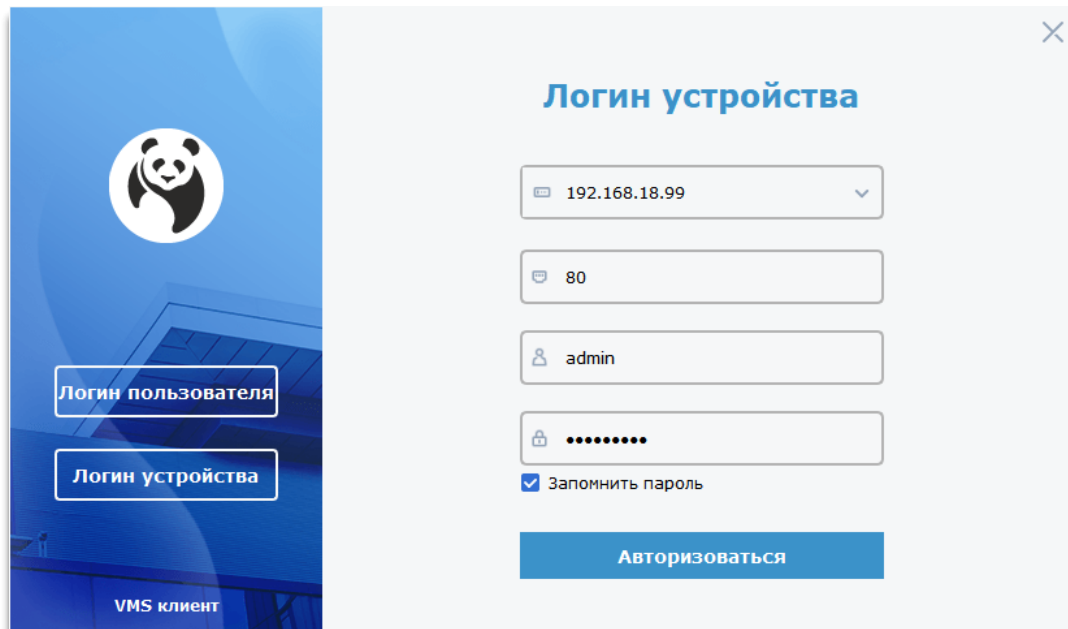 Логин пользователя
Логин устройства
VMS клиент
Логин устройства
192.168.18.99
80
admin
•••••••••
Запомнить пароль
Авторизоваться